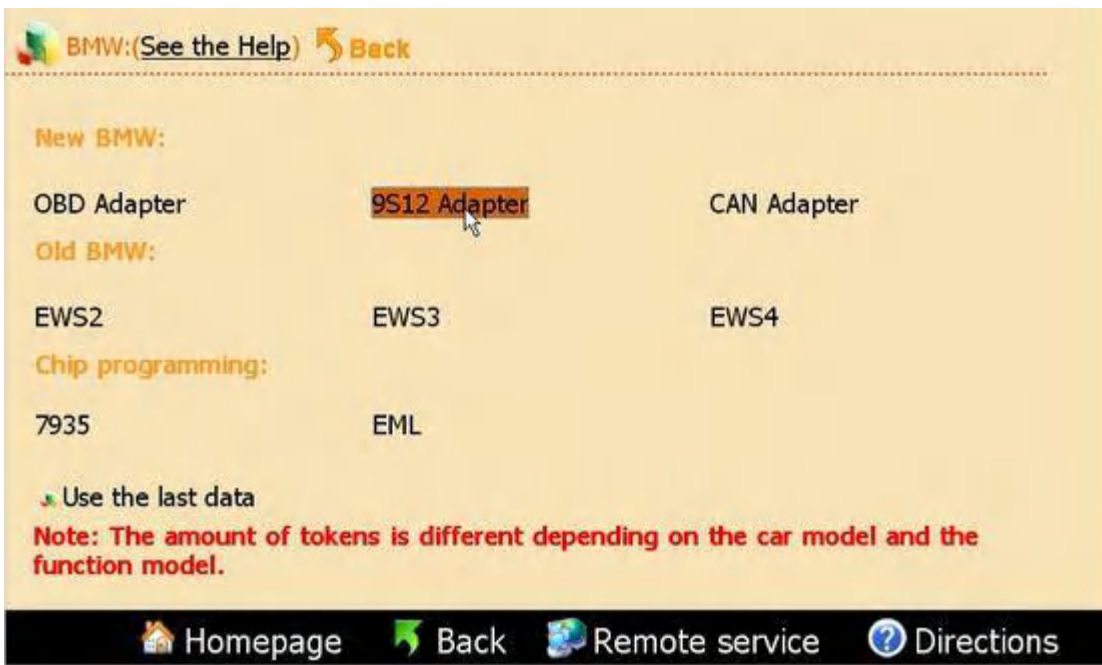 BMW:(See the Help) Back
New BMW:
OBD Adapter 9S12 Adapter CAN Adapter
Old BMW:
EWS2 EWS3 EWS4
Chip programming:
7935 EML
Use the last data
Note: The amount of tokens is different depending on the car model and the
function model.
Homepage Back Remote service Directions